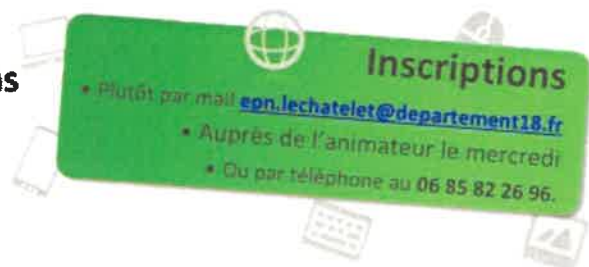 ns
Inscriptions
• Plutôt par mail epn.lechatelet@departement18.fr
• Auprès de l'animateur le mercredi
• Ou par téléphone au 06 85 82 26 96.